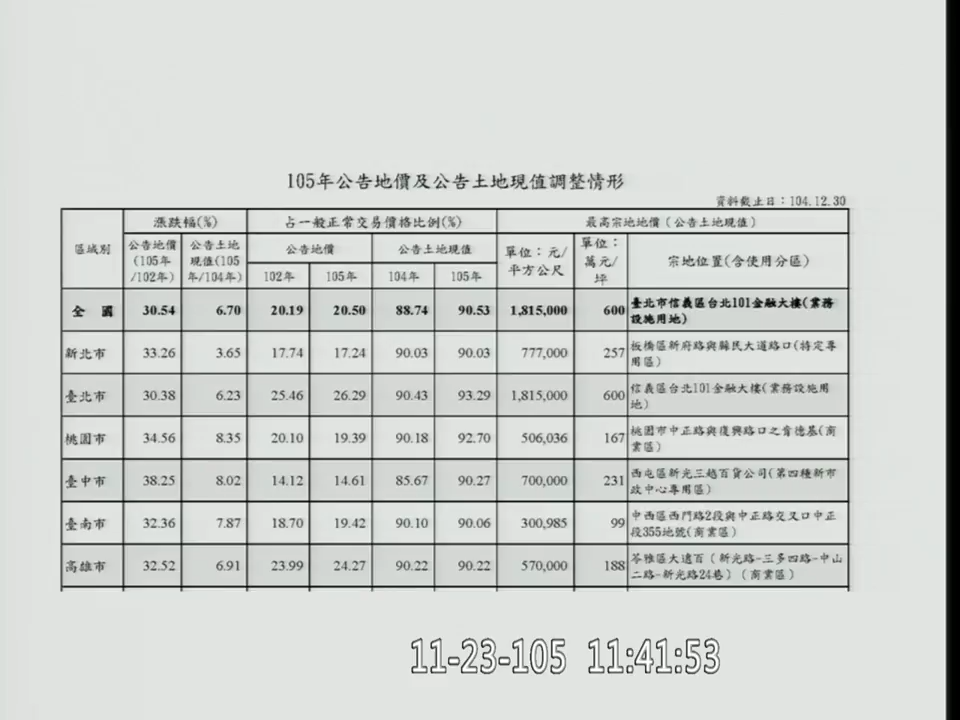 105年公告地價及公告土地現值調整情形
資料截止日：104.12.30
區域別 漲跌幅(%) 占一般正常交易價格比例(%) 最高宗地地價（公告土地現值）
公告地價(105年/102年) 公告土地現值(105年/104年) 公告地價 公告土地現值 單位：元/平方公尺 單位：萬元/坪 宗地位置(含使用分區)
102年 105年 104年 105年
全 國 30.54 6.70 20.19 20.50 88.74 90.53 1,815,000 600 臺北市信義區台北101金融大樓(業務
設施用地)
新北市 33.26 3.65 17.74 17.24 90.03 90.03 777,000 257 板橋區新府路與縣民大道路口(特定專
用區)
臺北市 30.38 6.23 25.46 26.29 90.43 93.29 1,815,000 600 信義區台北101金融大樓(業務設施用
地)
桃園市 34.56 8.35 20.10 19.39 90.18 92.70 506,036 167 桃園市中正路與復興路口之肯德基(商
業區)
臺中市 38.25 8.02 14.12 14.61 85.67 90.27 700,000 231 西屯區新光三越百貨公司(第四種新市
政中心專用區)
臺南市 32.36 7.87 18.70 19.42 90.10 90.06 300,985 99 中西區西門路2段與中正路交叉口中正
段355地號(商業區)
高雄市 32.52 6.91 23.99 24.27 90.22 90.22 570,000 188 苓雅區大遠百（新光路-三多四路-中山
二路-新光路24巷）（商業區）
11-23-105 11:41:53